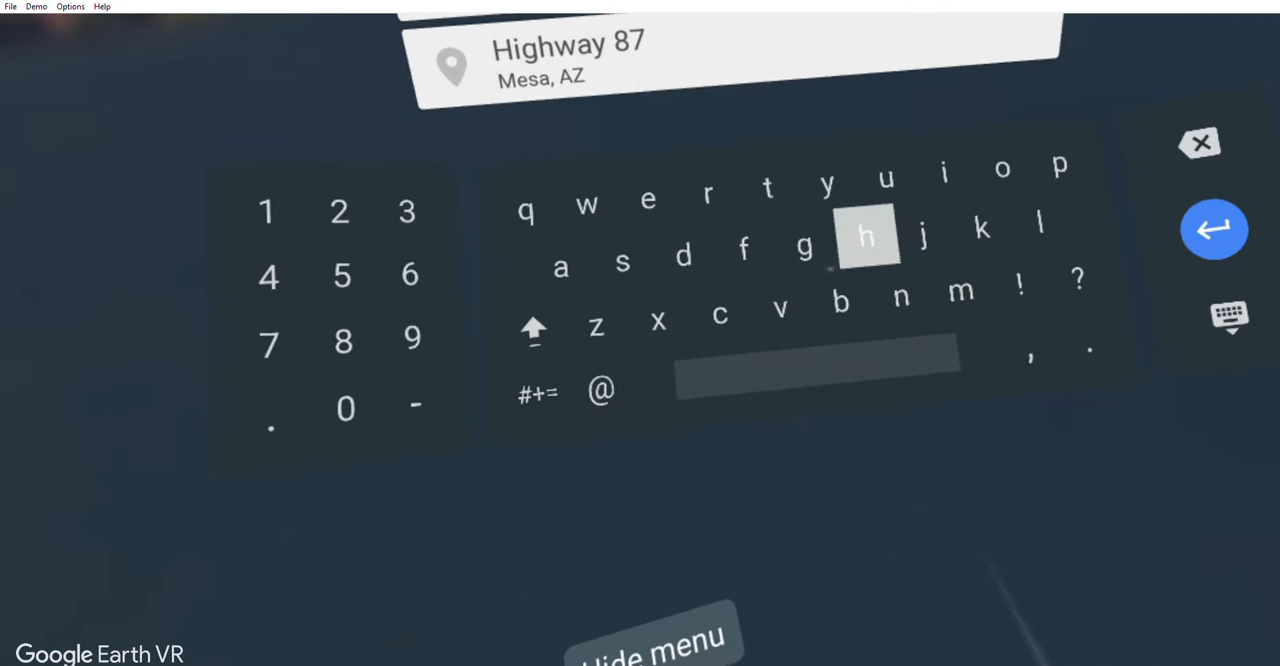 File Demo Options Help
Highway 87
Mesa, AZ
1 2 3 q w e r t y u i o p
4 5 6 a s d f g h j k l
7 8 9 z x c v b n m ! ?
. 0 - #+= @ , .
Hide menu
Google Earth VR